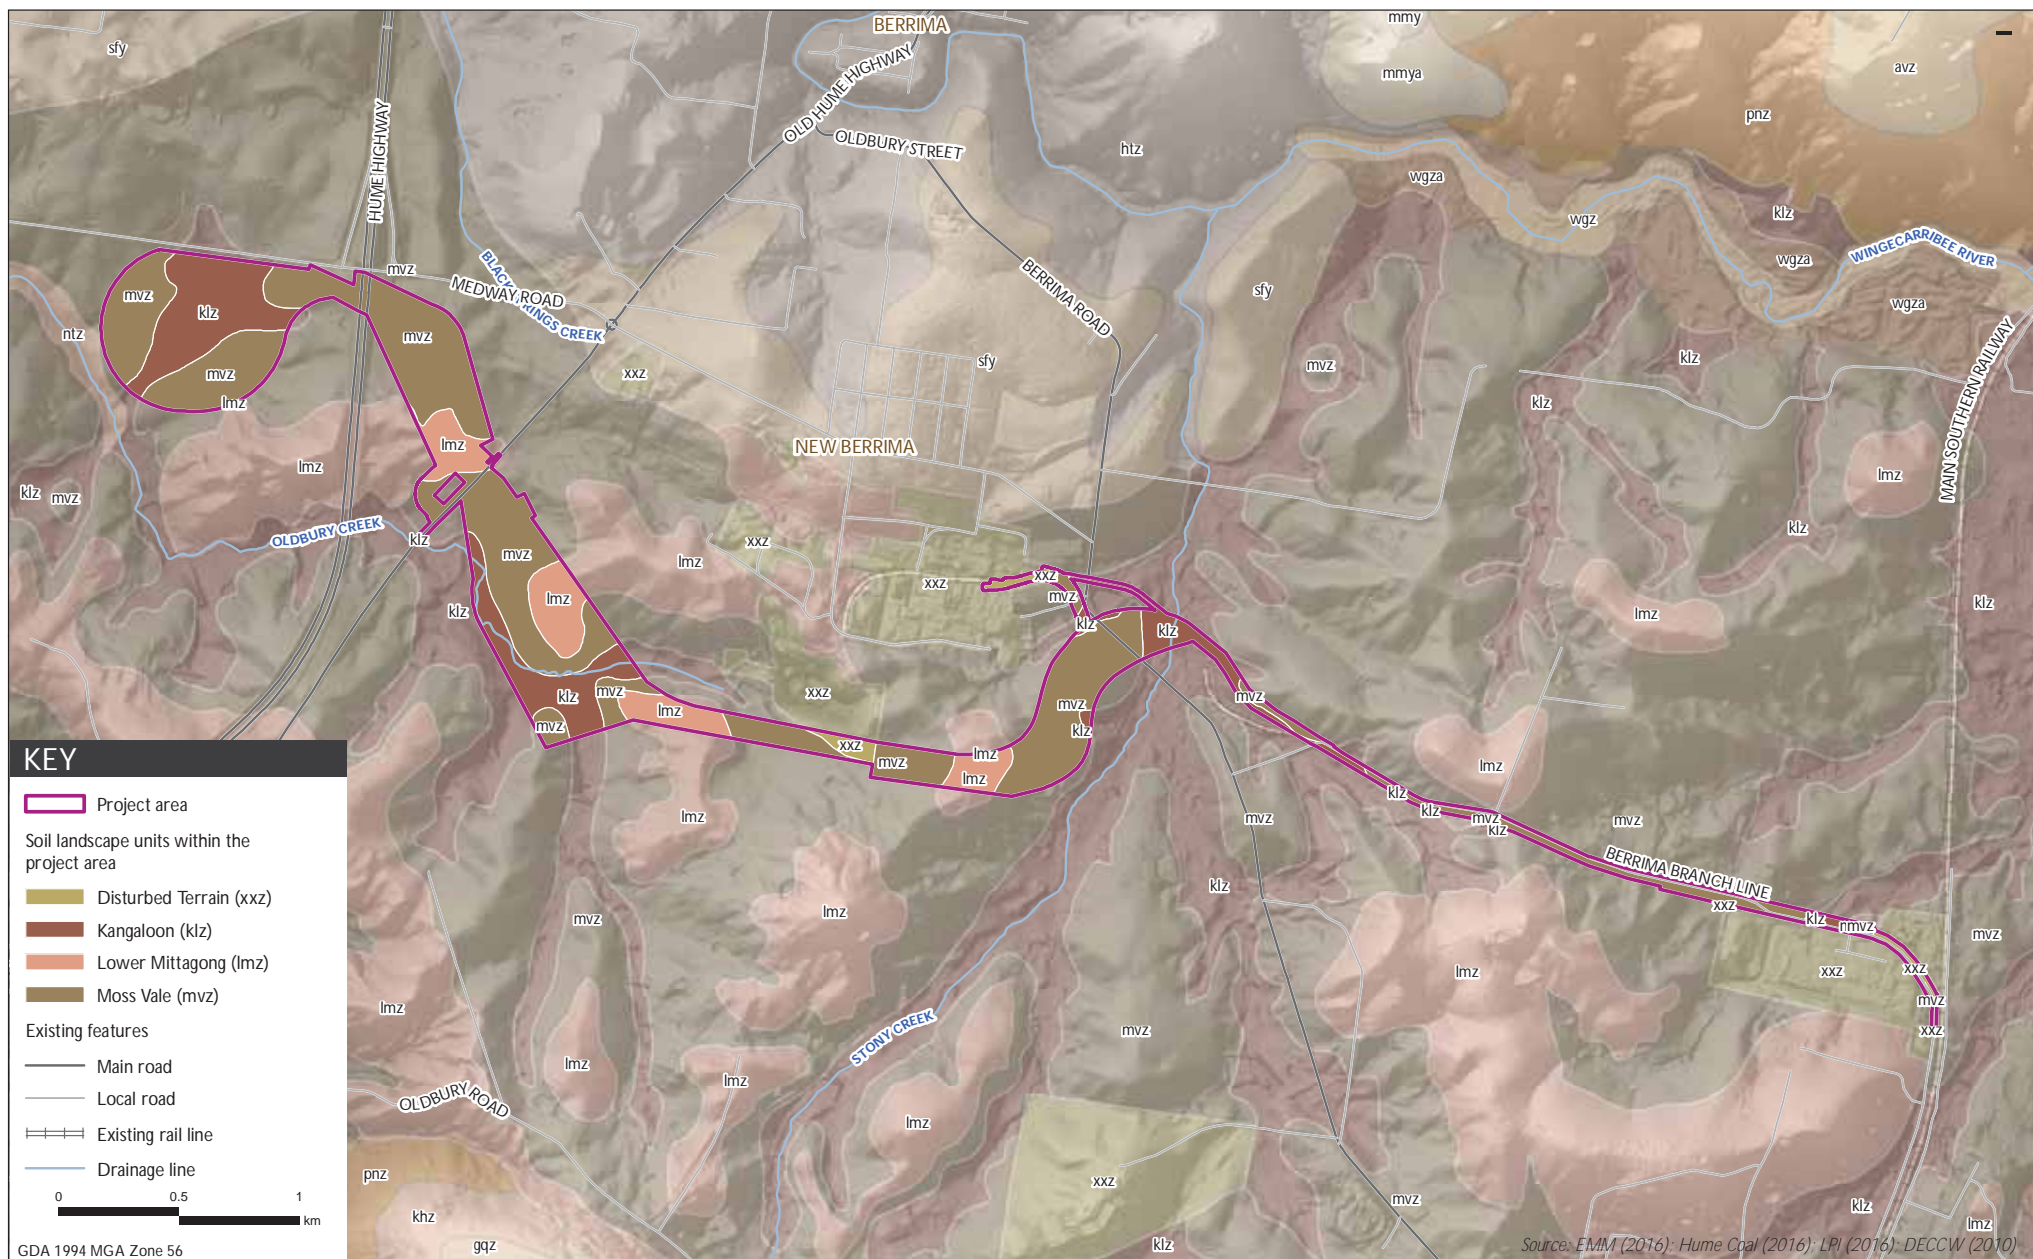 sfy
BERRIMA
mmy
mmya
avz
pnz
HUME HIGHWAY
OLD HUME HIGHWAY
OLDBURY STREET
htz
wgza
wgz
klz
wgza
WINGECARRIBEE RIVER
wgza
mvz
MEDWAY ROAD
BLACK
RINGS CREEK
BERRIMA ROAD
sfy
mvz
klz
mvz
ntz
mvz
lmz
mvz
xxz
sfy
mvz
klz
klz
MAIN SOUTHERN RAILWAY
lmz
lmz
NEW BERRIMA
lmz
klz
mvz
OLDBURY CREEK
klz
mvz
lmz
xxz
xxz
xxz
mvz
klz
klz
klz
lmz
klz
lmz
klz
mvz
lmz
klz
mvz
mvz
xxz
lmz
xxz
mvz
lmz
lmz
mvz
klz
mvz
lmz
klz
klz
mvz
klz
mvz
mvz
lmz
BERRIMA BRANCH LINE
xxz
klz
mvz
mvz
xxz
xxz
mvz
xxz
klz
lmz
mvz
lmz
lmz
mvz
STONY CREEK
lmz
lmz
lmz
OLDBURY ROAD
xxz
mvz
klz
klz
lmz
pnz
khz
gqz
KEY
Project area
Soil landscape units within the
project area
Disturbed Terrain (xxz)
Kangaloon (klz)
Lower Mittagong (lmz)
Moss Vale (mvz)
Existing features
Main road
Local road
Existing rail line
Drainage line
0 0.5 1
km
GDA 1994 MGA Zone 56
Source: EMM (2016); Hume Coal (2016); LPI (2016); DECCW (2010)